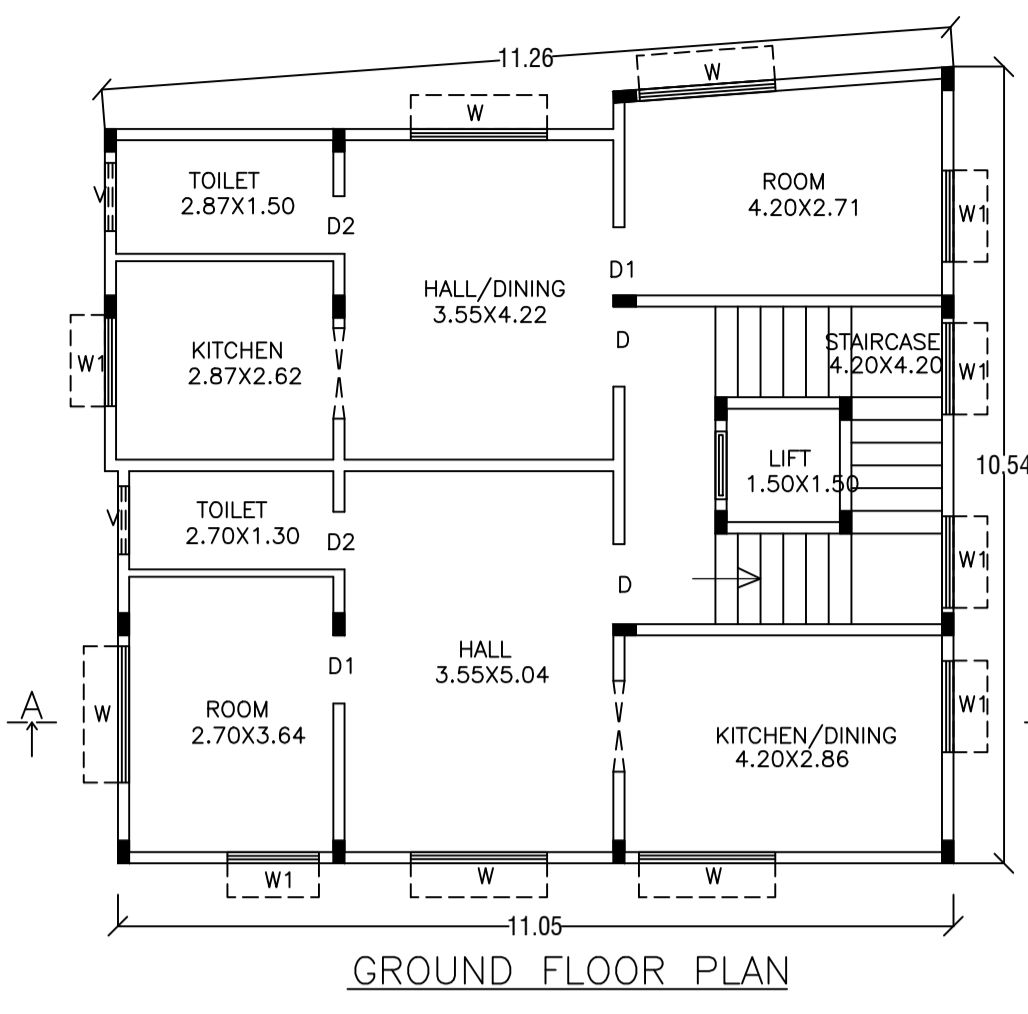 11.26
W
W
TOILET
2.87X1.50
V
ROOM
4.20X2.71
W1
D2
D1
HALL/DINING
3.55X4.22
D
STAIRCASE
4.20X4.20
W1
KITCHEN
2.87X2.62
W1
LIFT
1.50X1.50
10.54
TOILET
2.70X1.30
V
D2
D
W1
HALL
3.55X5.04
D1
ROOM
2.70X3.64
W
A
KITCHEN/DINING
4.20X2.86
W1
W1
W
W
11.05
GROUND FLOOR PLAN